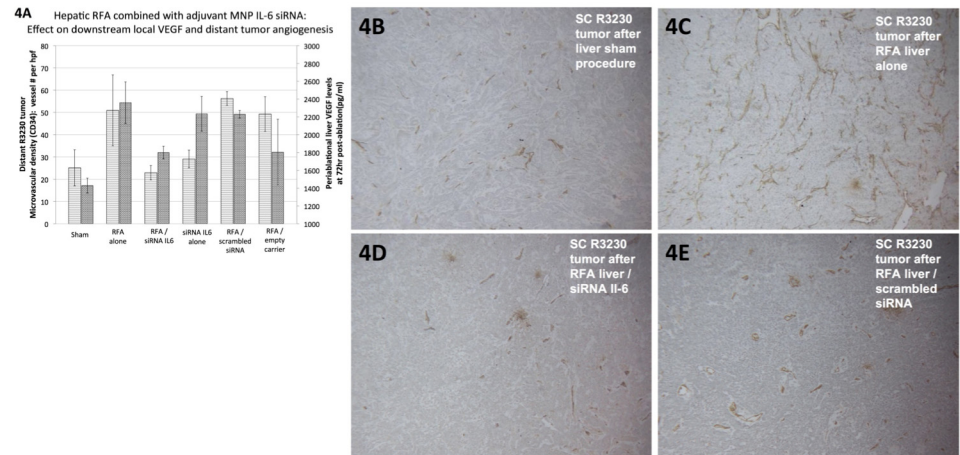 4A
Hepatic RFA combined with adjuvant MNP IL-6 siRNA:
Effect on downstream local VEGF and distant tumor angiogenesis
Distant R3230 tumor
Microvascular density (CD34): vessel # per hpf
80
70
60
50
40
30
20
10
0
3000
2800
2600
2400
2200
2000
1800
1600
1400
1200
1000
Periablational liver VEGF levels
at 72hr post-ablation(pg/ml)
Sham
RFA
alone
RFA /
siRNA IL6
siRNA IL6
alone
RFA /
scrambled
siRNA
RFA /
empty
carrier
4B
SC R3230
tumor after
liver sham
procedure
4C
SC R3230
tumor after
RFA liver
alone
4D
SC R3230
tumor after
RFA liver /
siRNA Il-6
4E
SC R3230
tumor after
RFA liver /
scrambled
siRNA